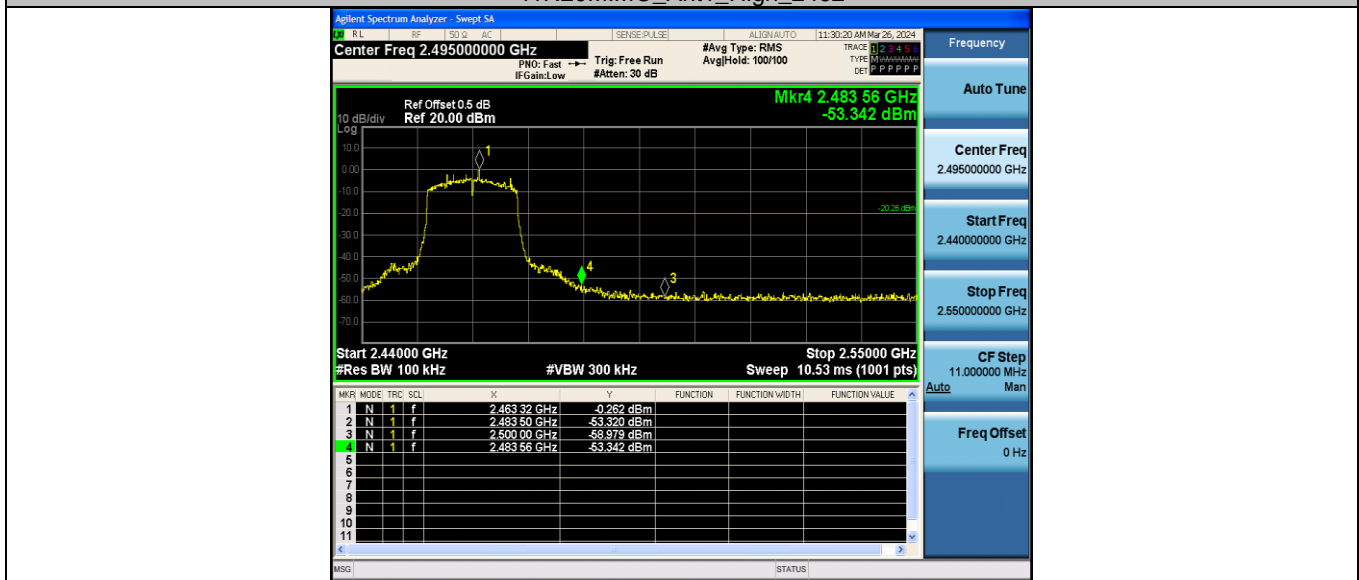 Agilent Spectrum Analyzer - Swept SA
RL RF 50 Ω AC SENSE:PULSE ALIGNAUTO 11:30:20 AM Mar 26, 2024
Center Freq 2.495000000 GHz
PNO: Fast
IFGain:Low
Trig: Free Run
#Atten: 30 dB
#Avg Type: RMS
Avg|Hold: 100/100
TRACE 1 2 3 4 5 6
TYPE M
DET P P P P P P
Mkr4 2.483 56 GHz
-53.342 dBm
Ref Offset 0.5 dB
10 dB/div Ref 20.00 dBm
Log
10.0
0.00
-10.0
-20.0
-30.0
-40.0
-50.0
-60.0
-70.0
1
4
3
-20.26 dBm
Start 2.44000 GHz Stop 2.55000 GHz
#Res BW 100 kHz #VBW 300 kHz Sweep 10.53 ms (1001 pts)
MKR MODE TRC SCL X Y FUNCTION FUNCTION WIDTH FUNCTION VALUE
1 N 1 f 2.463 32 GHz -0.262 dBm
2 N 1 f 2.483 50 GHz -53.320 dBm
3 N 1 f 2.500 00 GHz -58.979 dBm
4 N 1 f 2.483 56 GHz -53.342 dBm
5
6
7
8
9
10
11
MSG STATUS
Frequency
Auto Tune
Center Freq
2.495000000 GHz
Start Freq
2.440000000 GHz
Stop Freq
2.550000000 GHz
CF Step
11.000000 MHz
Auto Man
Freq Offset
0 Hz